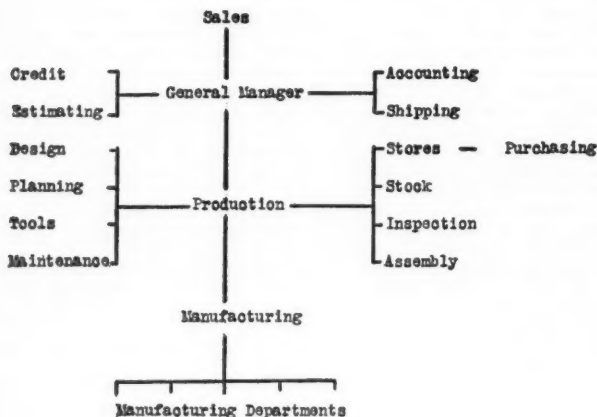 Sales
Credit
General Manager
Accounting
Estimating
Shipping
Design
Stores — Purchasing
Planning
Stock
Production
Tools
Inspection
Maintenance
Assembly
Manufacturing
Manufacturing Departments